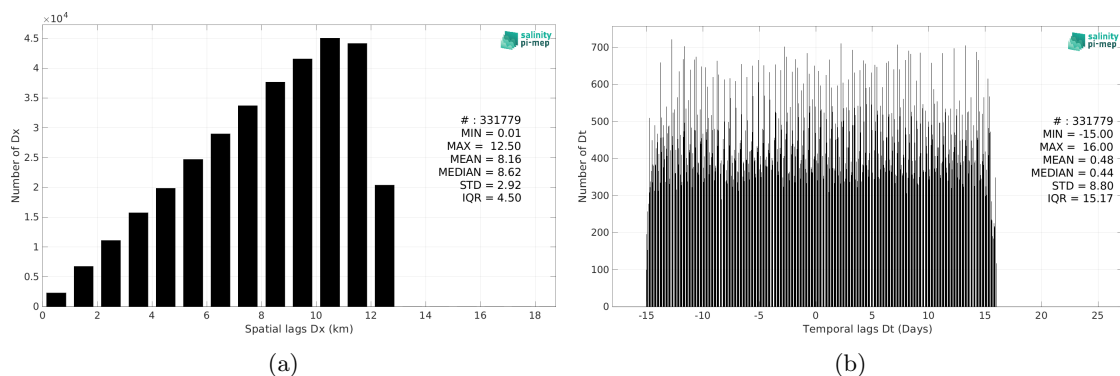 ×10⁴
4.5
4
3.5
3
2.5
2
1.5
1
0.5
0
0 2 4 6 8 10 12 14 16 18
Number of Dx
Spatial lags Dx (km)
salinity
pi-mep
# : 331779
MIN = 0.01
MAX = 12.50
MEAN = 8.16
MEDIAN = 8.62
STD = 2.92
IQR = 4.50
(a)
700
600
500
400
300
200
100
0
-15 -10 -5 0 5 10 15 20 25
Number of Dt
Temporal lags Dt (Days)
salinity
pi-mep
# : 331779
MIN = -15.00
MAX = 16.00
MEAN = 0.48
MEDIAN = 0.44
STD = 8.80
IQR = 15.17
(b)